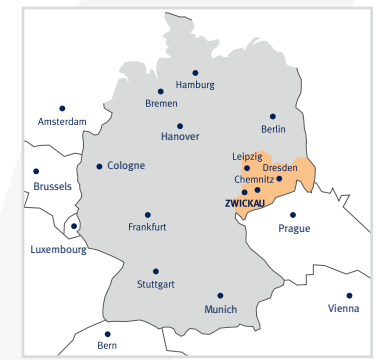 Hamburg
Bremen
Amsterdam
Berlin
Hanover
Leipzig
Cologne
Dresden
Chemnitz
Brussels
ZWICKAU
Frankfurt
Prague
Luxembourg
Stuttgart
Munich
Vienna
Bern